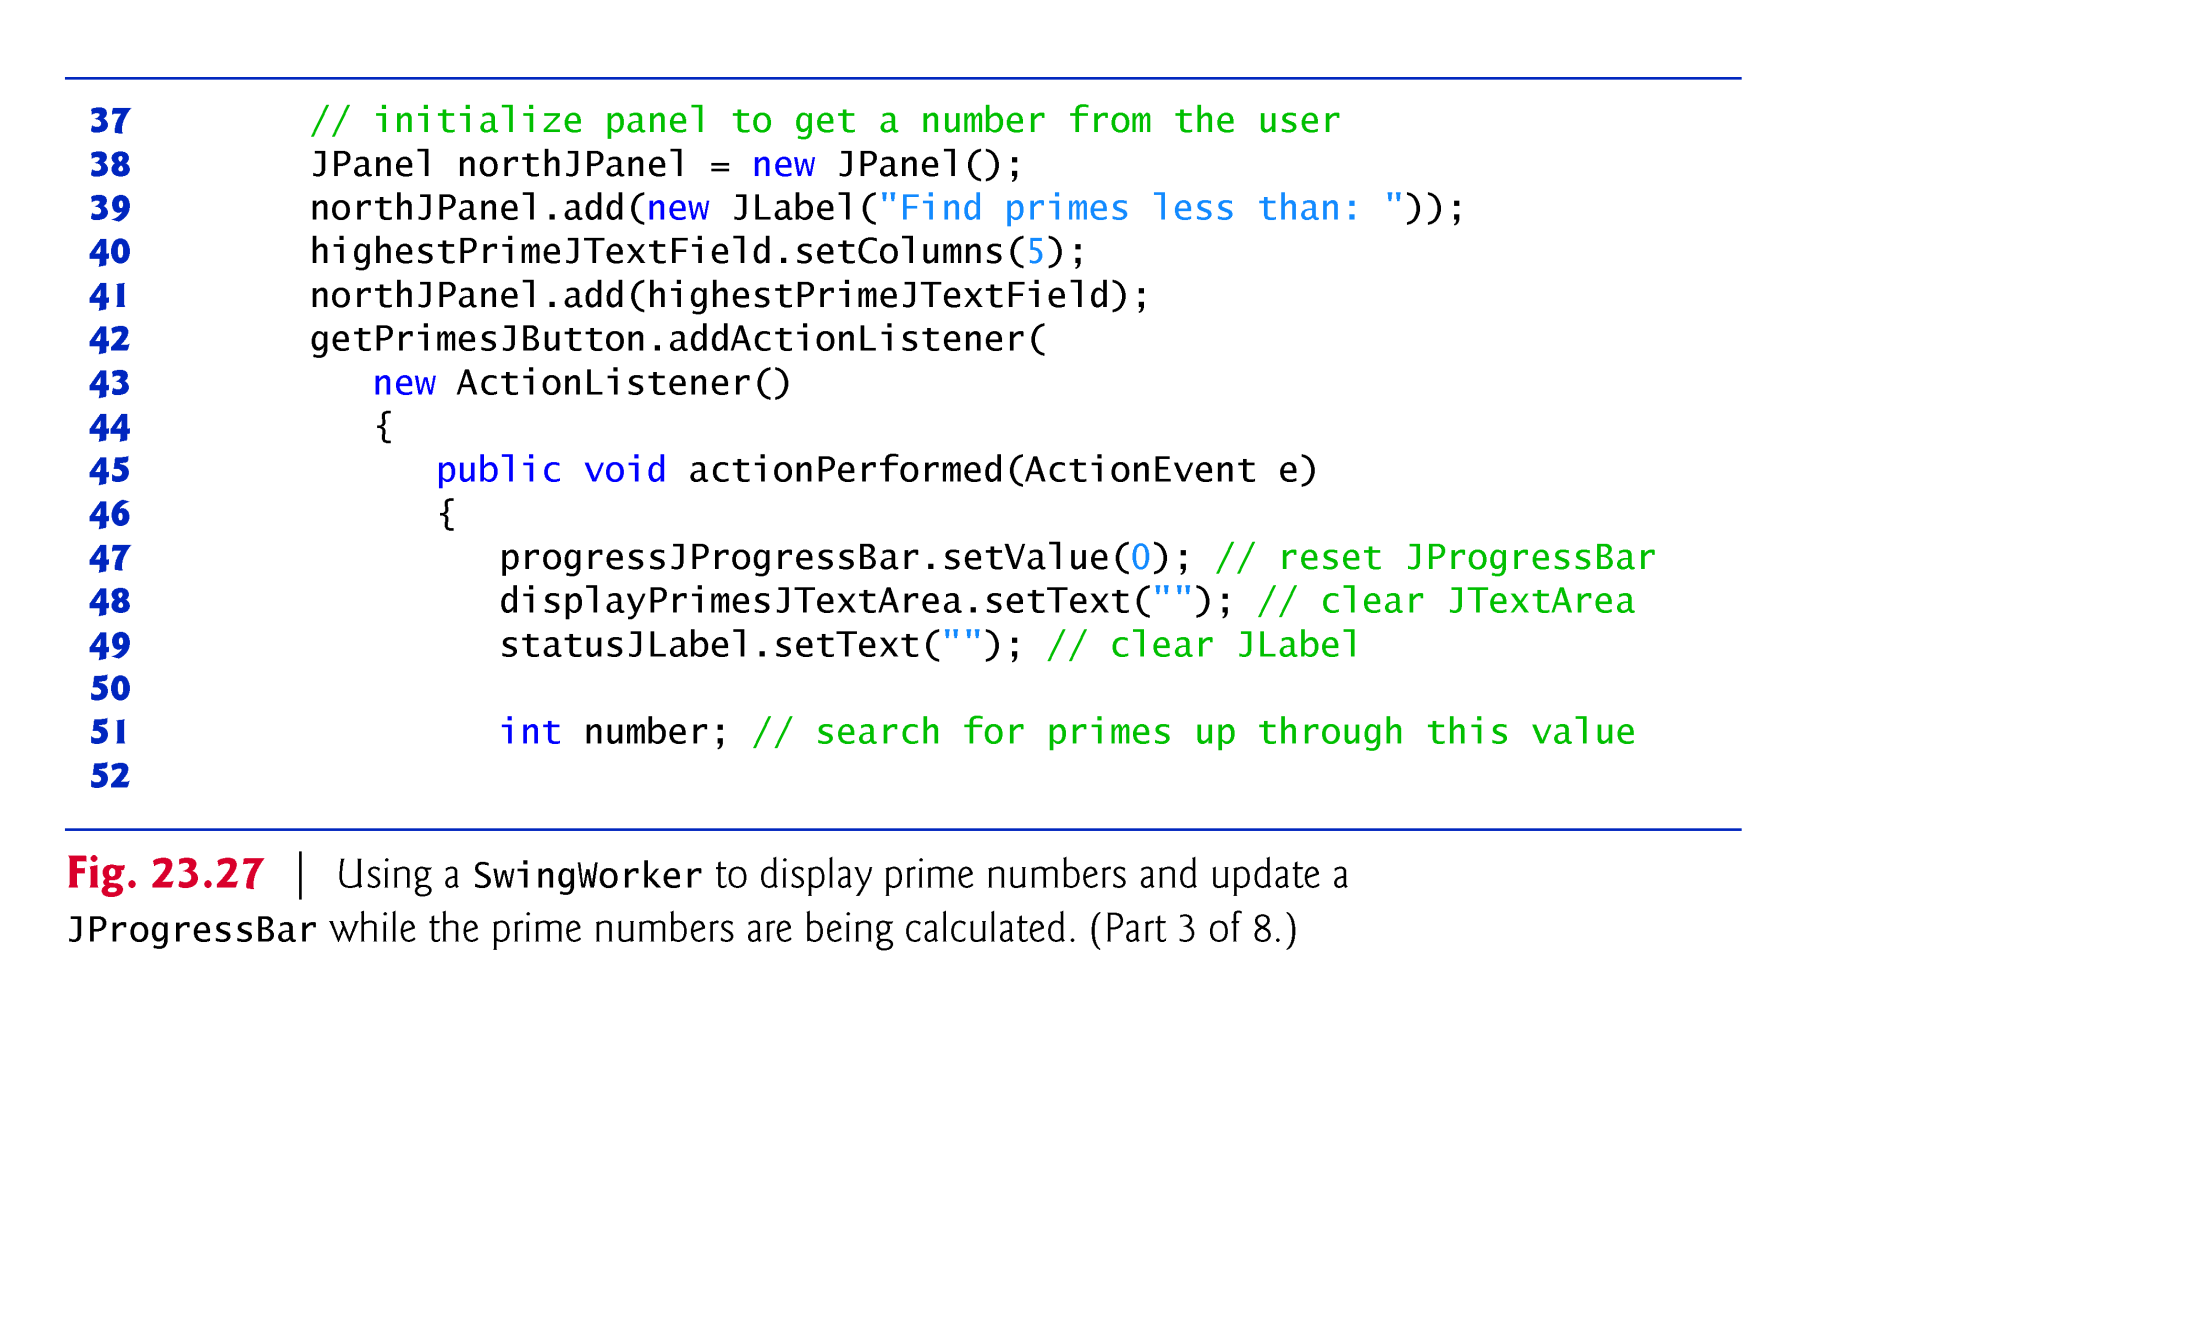 37 // initialize panel to get a number from the user
38 JPanel northJPanel = new JPanel();
39 northJPanel.add(new JLabel("Find primes less than: "));
40 highestPrimeJTextField.setColumns(5);
41 northJPanel.add(highestPrimeJTextField);
42 getPrimesJButton.addActionListener(
43    new ActionListener()
44    {
45       public void actionPerformed(ActionEvent e)
46       {
47          progressJProgressBar.setValue(0); // reset JProgressBar
48          displayPrimesJTextArea.setText(""); // clear JTextArea
49          statusJLabel.setText(""); // clear JLabel
50
51          int number; // search for primes up through this value
52
Fig. 23.27 | Using a SwingWorker to display prime numbers and update a
JProgressBar while the prime numbers are being calculated. (Part 3 of 8.)